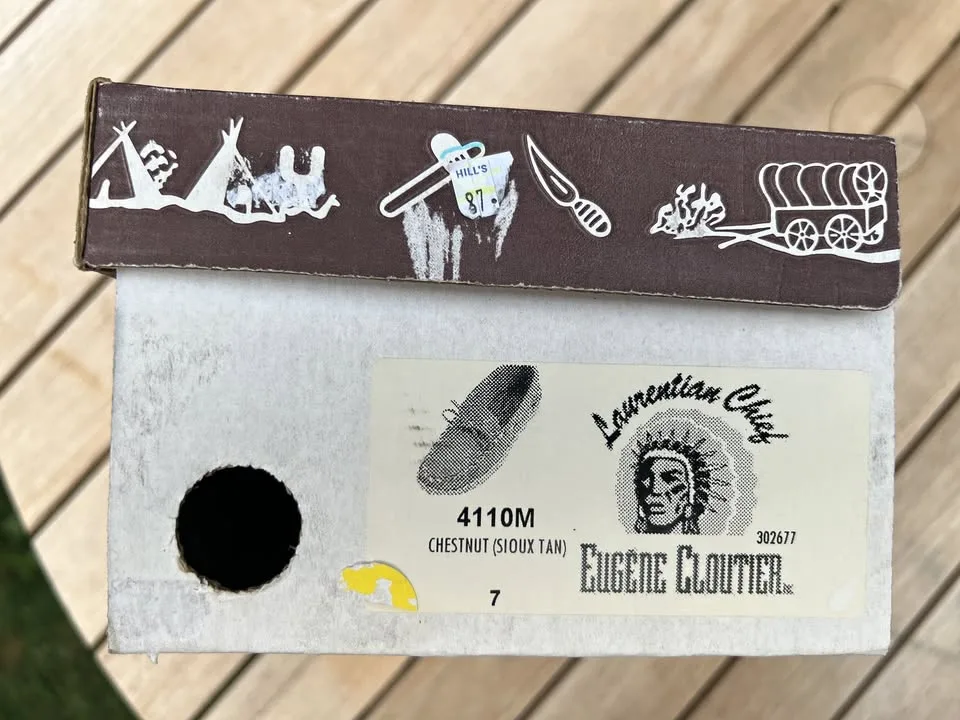 HILL'S
87.
Laurentian Chief
4110M
CHESTNUT (SIOUX TAN)
302677
EUGÈNE CLOUTIER
7